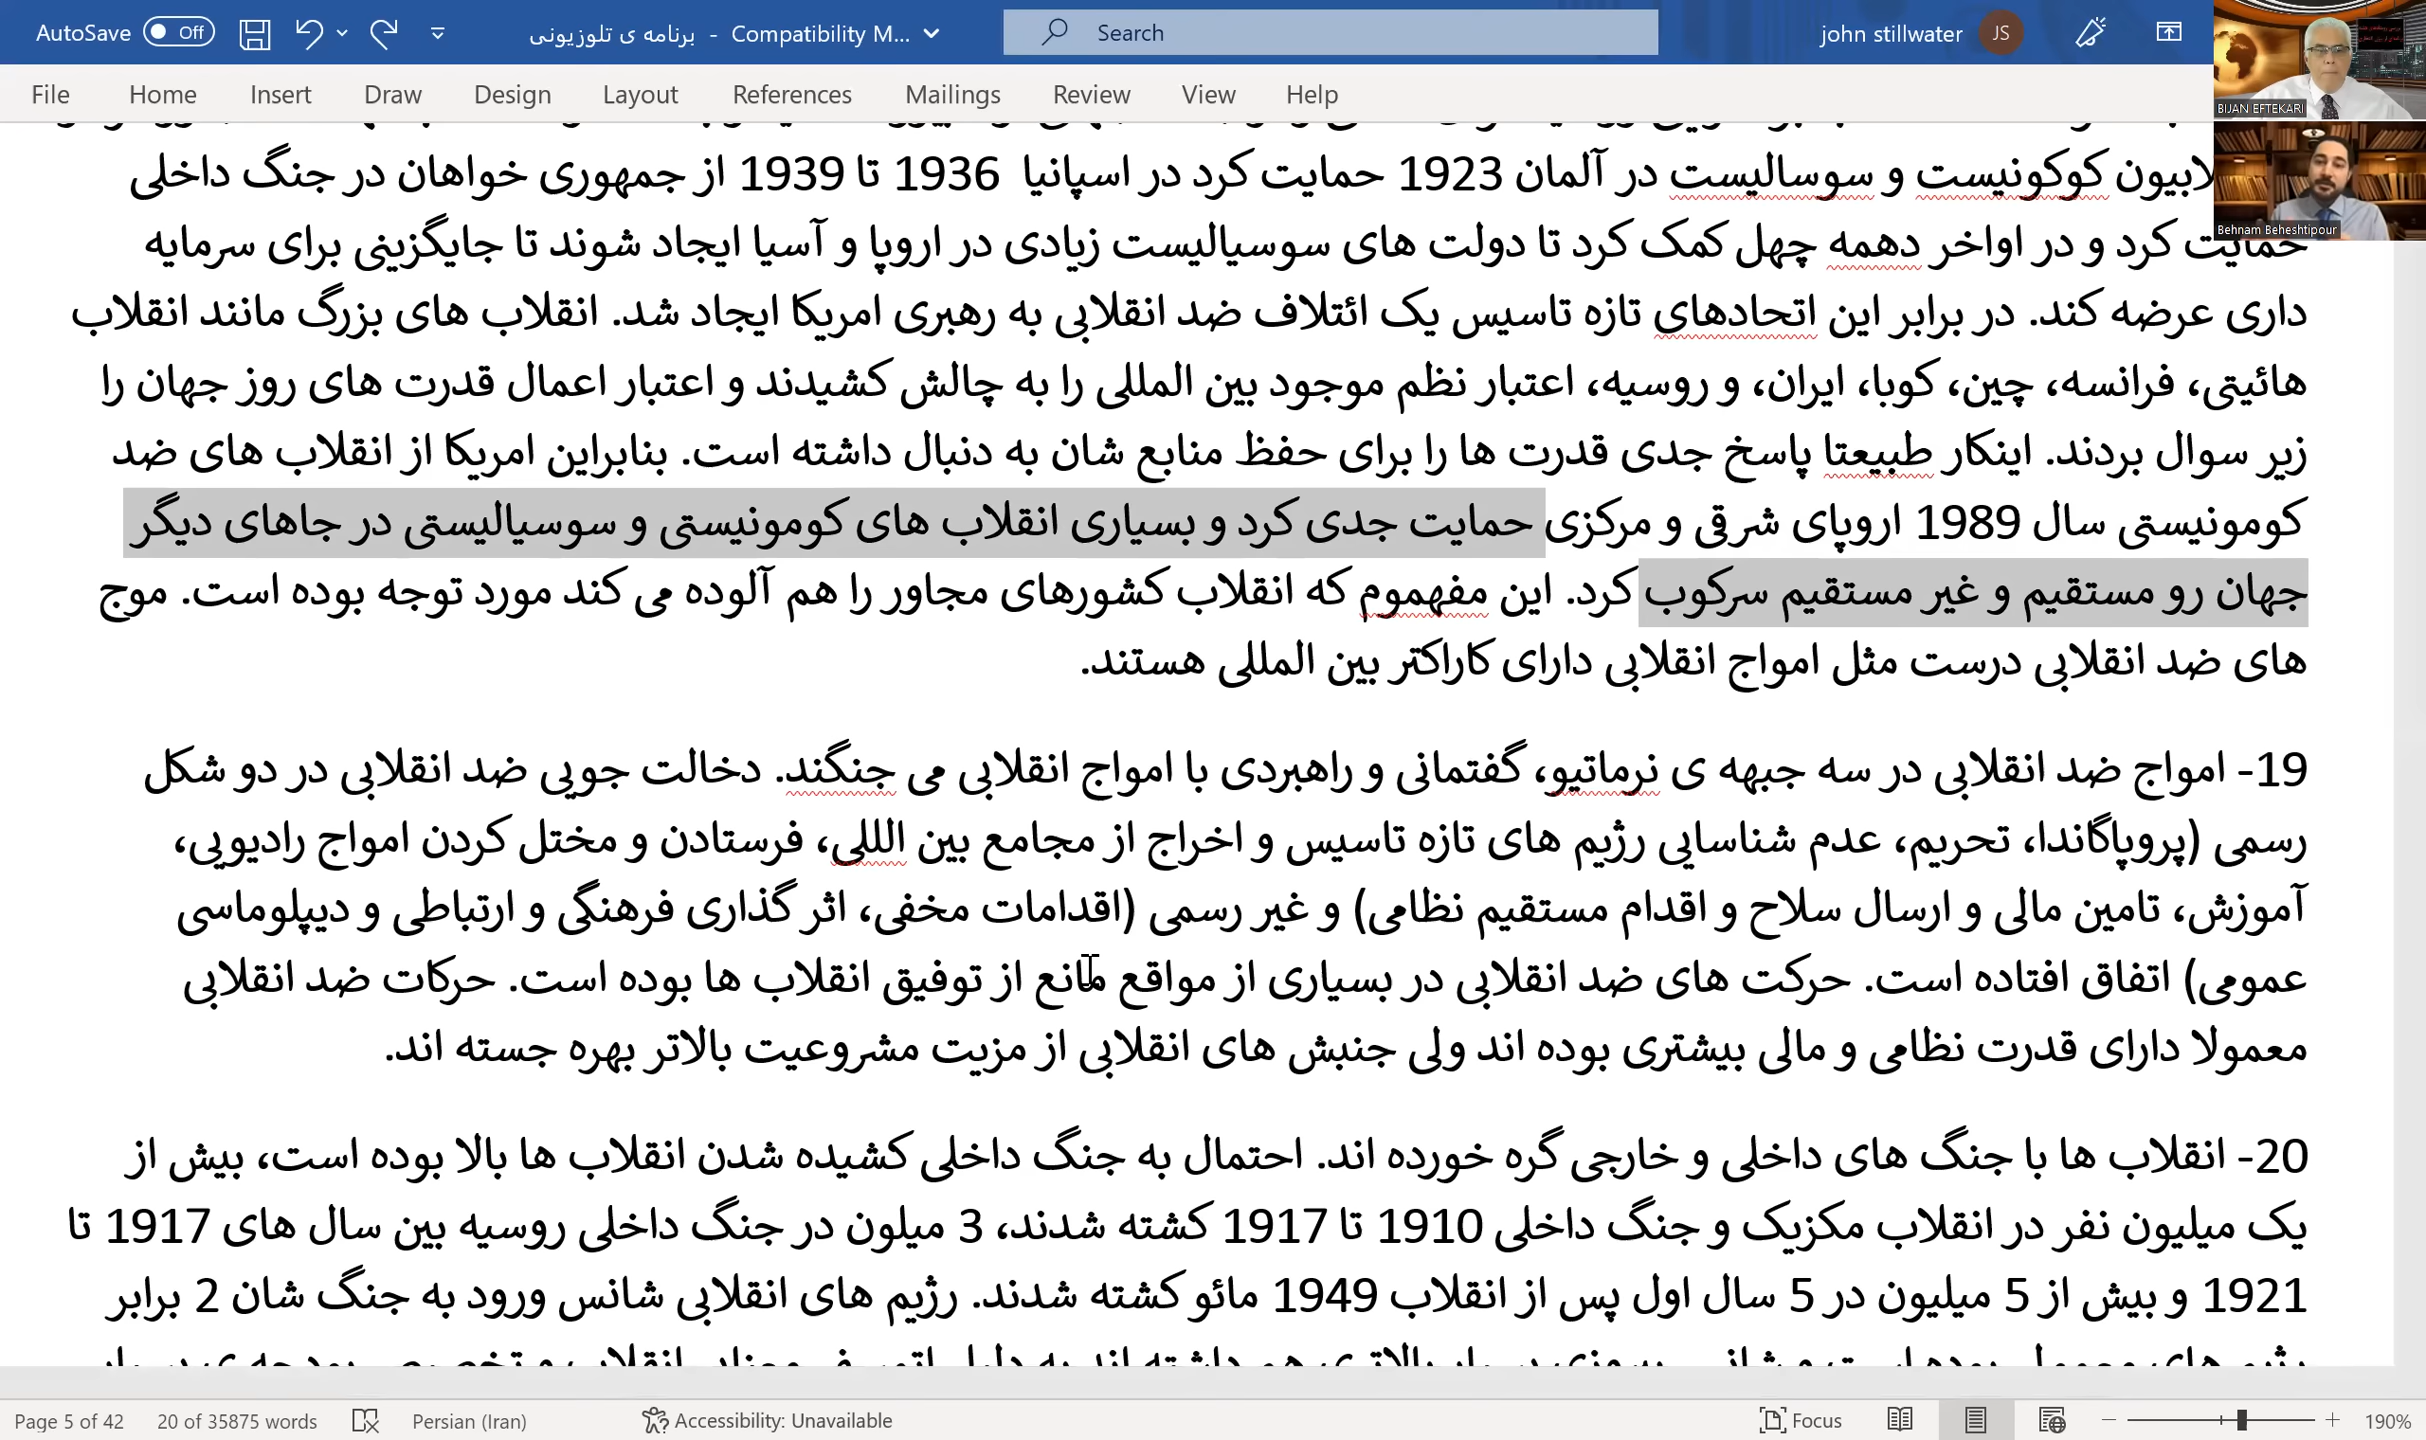 AutoSave Off برنامه ی تلوزیونی - Compatibility M... Search john stillwater JS
File Home Insert Draw Design Layout References Mailings Review View Help
BIJAN EFTEKARI
Behnam Beheshtipour
لابیون کوکونیست و سوسالیست در آلمان 1923 حمایت کرد در اسپانیا 1936 تا 1939 از جمهوری خواهان در جنگ داخلی
حمایت کرد و در اواخر دهمه چهل کمک کرد تا دولت های سوسیالیست زیادی در اروپا و آسیا ایجاد شوند تا جایگزینی برای سرمایه
داری عرضه کند. در برابر این اتحادهای تازه تاسیس یک ائتلاف ضد انقلابی به رهبری امریکا ایجاد شد. انقلاب های بزرگ مانند انقلاب
هائیتی، فرانسه، چین، کوبا، ایران، و روسیه، اعتبار نظم موجود بین المللی را به چالش کشیدند و اعتبار اعمال قدرت های روز جهان را
زیر سوال بردند. اینکار طبیعتا پاسخ جدی قدرت ها را برای حفظ منابع شان به دنبال داشته است. بنابراین امریکا از انقلاب های ضد
کومونیستی سال 1989 اروپای شرقی و مرکزی حمایت جدی کرد و بسیاری انقلاب های کومونیستی و سوسیالیستی در جاهای دیگر
جهان رو مستقیم و غیر مستقیم سرکوب کرد. این مفهموم که انقلاب کشورهای مجاور را هم آلوده می کند مورد توجه بوده است. موج
های ضد انقلابی درست مثل امواج انقلابی دارای کاراکتر بین المللی هستند.
19- امواج ضد انقلابی در سه جبهه ی نرماتیو، گفتمانی و راهبردی با امواج انقلابی می جنگند. دخالت جویی ضد انقلابی در دو شکل
رسمی (پروپاگاندا، تحریم، عدم شناسایی رژیم های تازه تاسیس و اخراج از مجامع بین الللی، فرستادن و مختل کردن امواج رادیویی،
آموزش، تامین مالی و ارسال سلاح و اقدام مستقیم نظامی) و غیر رسمی (اقدامات مخفی، اثر گذاری فرهنگی و ارتباطی و دیپلوماسی
عمومی) اتفاق افتاده است. حرکت های ضد انقلابی در بسیاری از مواقع مانع از توفیق انقلاب ها بوده است. حرکات ضد انقلابی
معمولا دارای قدرت نظامی و مالی بیشتری بوده اند ولی جنبش های انقلابی از مزیت مشروعیت بالاتر بهره جسته اند.
20- انقلاب ها با جنگ های داخلی و خارجی گره خورده اند. احتمال به جنگ داخلی کشیده شدن انقلاب ها بالا بوده است، بیش از
یک میلیون نفر در انقلاب مکزیک و جنگ داخلی 1910 تا 1917 کشته شدند، 3 میلون در جنگ داخلی روسیه بین سال های 1917 تا
1921 و بیش از 5 میلیون در 5 سال اول پس از انقلاب 1949 مائو کشته شدند. رژیم های انقلابی شانس ورود به جنگ شان 2 برابر
Page 5 of 42 20 of 35875 words Persian (Iran) Accessibility: Unavailable Focus 190%